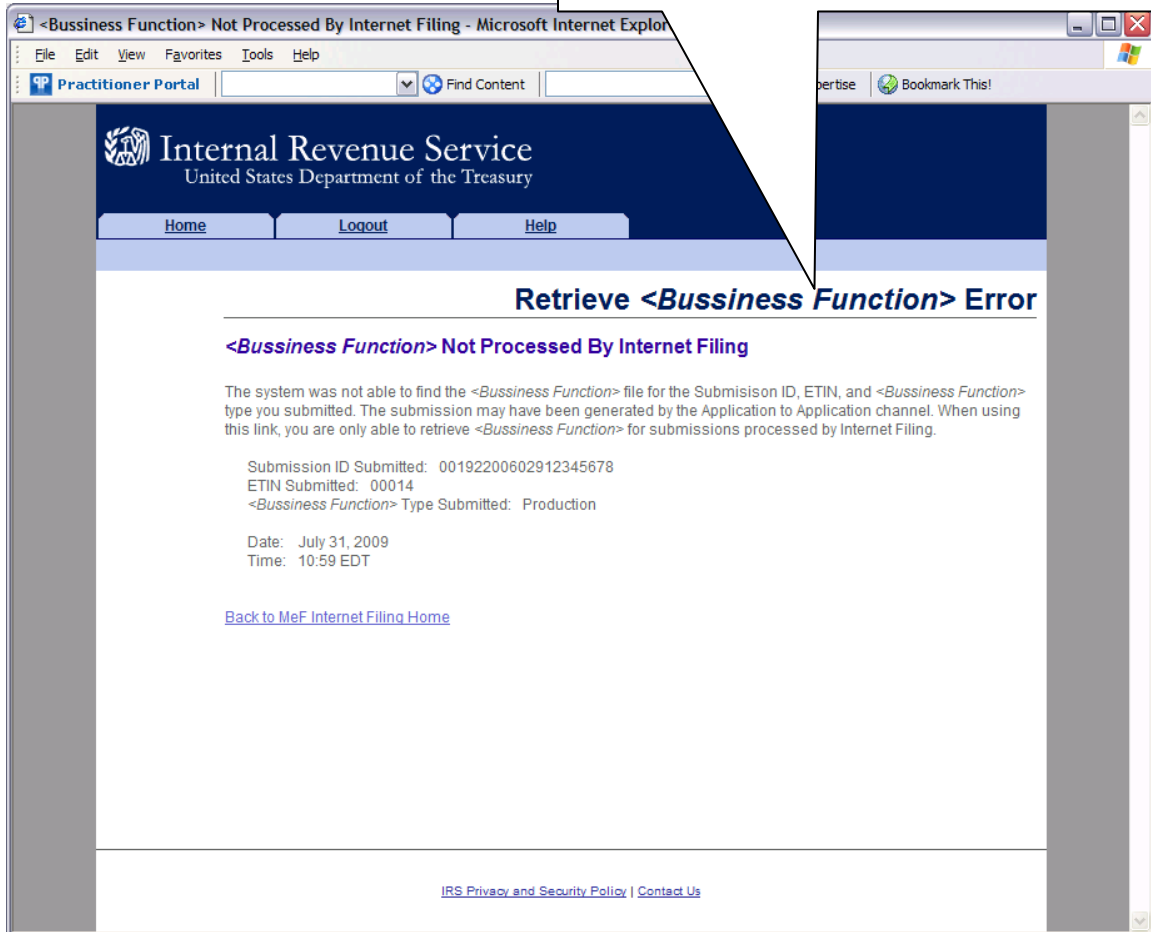 <Bussiness Function> Not Processed By Internet Filing - Microsoft Internet Explor
File Edit View Favorites Tools Help
Practitioner Portal Find Content Bookmark This!
Internal Revenue Service
United States Department of the Treasury
Home Logout Help
Retrieve <Bussiness Function> Error
<Bussiness Function> Not Processed By Internet Filing
The system was not able to find the <Bussiness Function> file for the Submisison ID, ETIN, and <Bussiness Function>
type you submitted. The submission may have been generated by the Application to Application channel. When using
this link, you are only able to retrieve <Bussiness Function> for submissions processed by Internet Filing.
Submission ID Submitted: 00192200602912345678
ETIN Submitted: 00014
<Bussiness Function> Type Submitted: Production
Date: July 31, 2009
Time: 10:59 EDT
Back to MeF Internet Filing Home
IRS Privacy and Security Policy | Contact Us